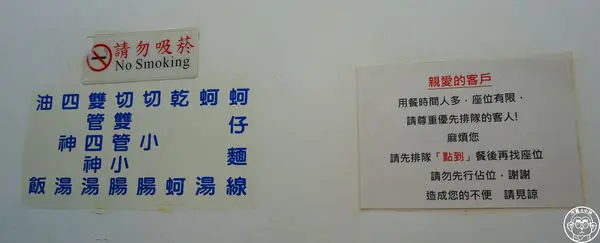 請勿吸菸
No Smoking
蚵仔麵線
蚵湯
乾蚵
切小腸
切雙管小腸
雙管四神湯
四神湯
油飯
親愛的客戶
用餐時間人多，座位有限，
請尊重優先排隊的客人!
麻煩您
請先排隊「點到」餐後再找座位
請勿先行佔位，謝謝
造成您的不便 請見諒